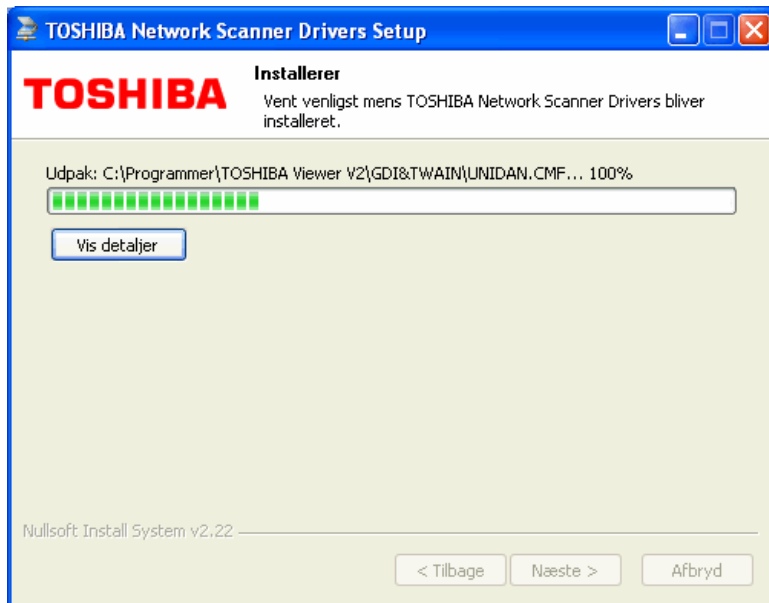 TOSHIBA Network Scanner Drivers Setup
TOSHIBA
Installerer
Vent venligst mens TOSHIBA Network Scanner Drivers bliver
installeret.
Udpak: C:\Programmer\TOSHIBA Viewer V2\GDI&TWAIN\UNIDAN.CMF... 100%
Vis detaljer
Nullsoft Install System v2.22
< Tilbage
Næste >
Afbryd